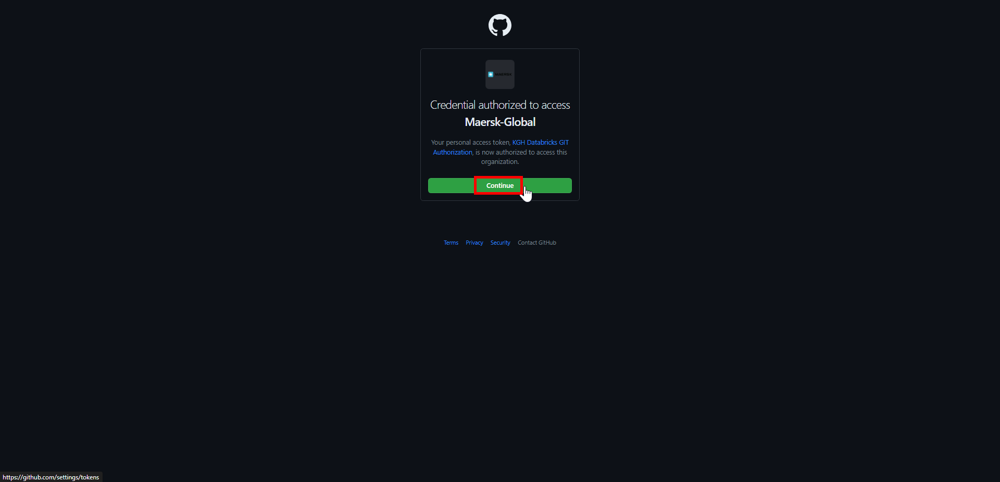 MAERSK
Credential authorized to access
Maersk-Global
Your personal access token, KGH Databricks GIT
Authorization, is now authorized to access this
organization.
Continue
Terms Privacy Security Contact GitHub
https://github.com/settings/tokens